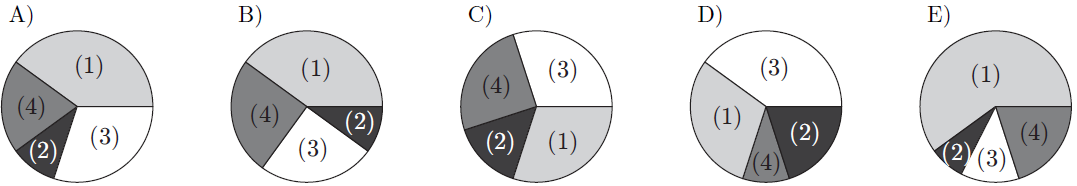 A) B) C) D) E)
(1) (4) (2) (3)
(1) (4) (3) (2)
(3) (4) (2) (1)
(3) (1) (4) (2)
(1) (2) (3) (4)